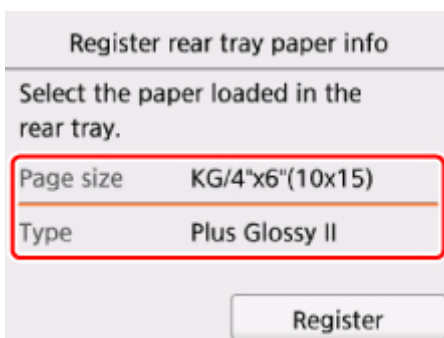 Register rear tray paper info
Select the paper loaded in the
rear tray.
Page size KG/4"x6"(10x15)
Type Plus Glossy II
Register